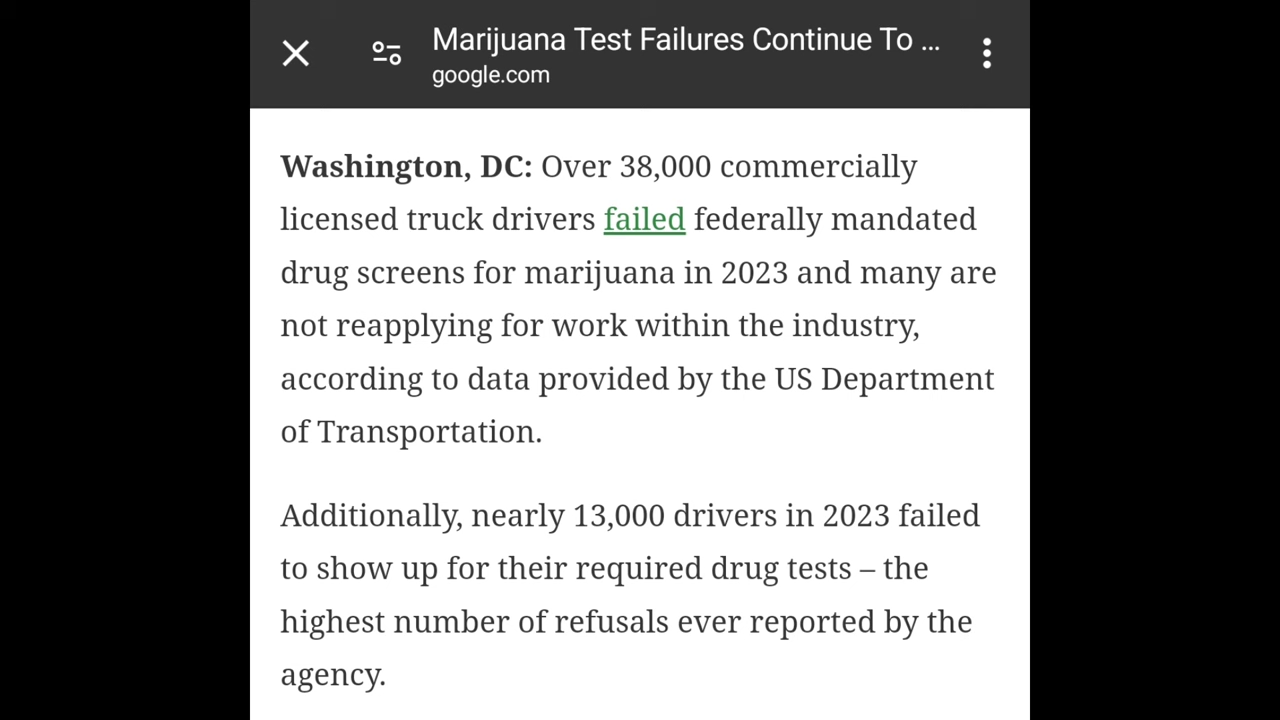 Marijuana Test Failures Continue To ...
google.com
Washington, DC: Over 38,000 commercially
licensed truck drivers failed federally mandated
drug screens for marijuana in 2023 and many are
not reapplying for work within the industry,
according to data provided by the US Department
of Transportation.
Additionally, nearly 13,000 drivers in 2023 failed
to show up for their required drug tests – the
highest number of refusals ever reported by the
agency.